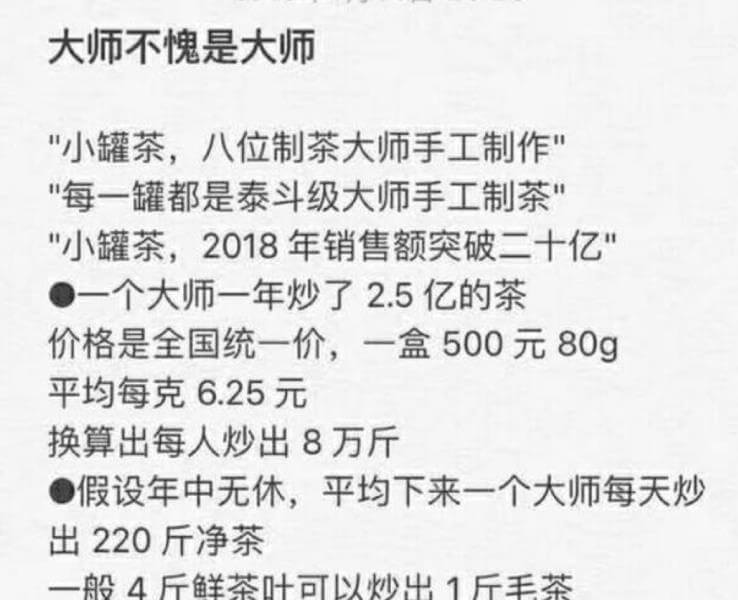 大师不愧是大师
"小罐茶，八位制茶大师手工制作"
"每一罐都是泰斗级大师手工制茶"
"小罐茶，2018 年销售额突破二十亿"
●一个大师一年炒了 2.5 亿的茶
价格是全国统一价，一盒 500 元 80g
平均每克 6.25 元
换算出每人炒出 8 万斤
●假设年中无休，平均下来一个大师每天炒
出 220 斤净茶
一般 4 斤鲜茶叶可以炒出 1 斤毛茶